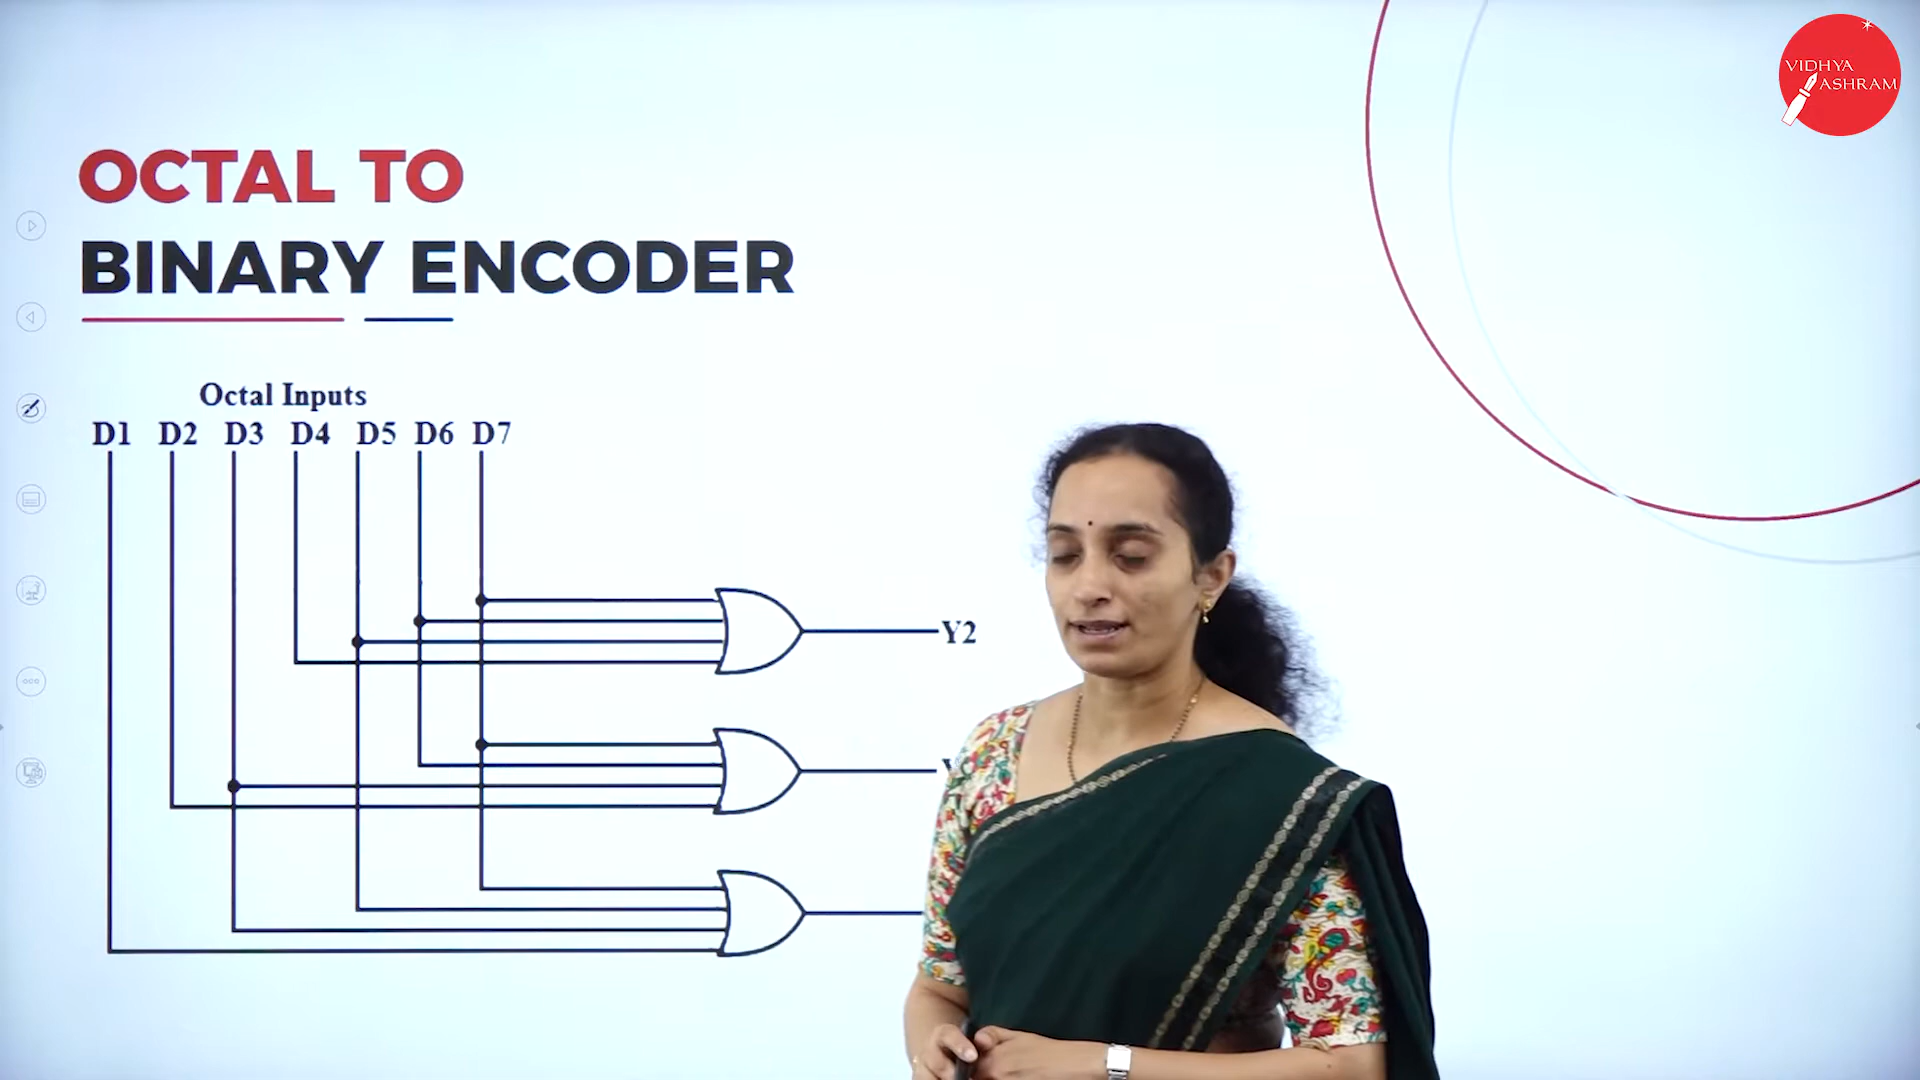 VIDHYA
ASHRAM
OCTAL TO
BINARY ENCODER
Octal Inputs
D1 D2 D3 D4 D5 D6 D7
Y2